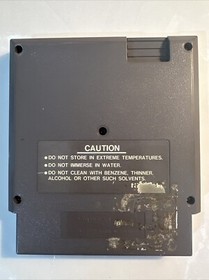 CAUTION
• DO NOT STORE IN EXTREME TEMPERATURES.
• DO NOT IMMERSE IN WATER.
• DO NOT CLEAN WITH BENZENE, THINNER,
ALCOHOL OR OTHER SUCH SOLVENTS.